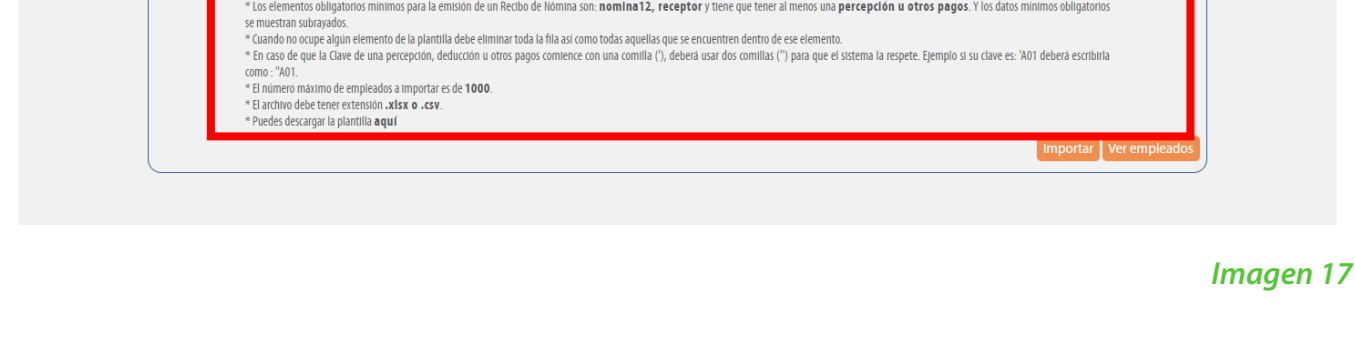 * Los elementos obligatorios mínimos para la emisión de un Recibo de Nómina son: nomina12, receptor y tiene que tener al menos una percepción u otros pagos. Y los datos mínimos obligatorios
se muestran subrayados.
* Cuando no ocupe algún elemento de la plantilla debe eliminar toda la fila así como todas aquellas que se encuentren dentro de ese elemento.
* En caso de que la Clave de una percepción, deducción u otros pagos comience con una comilla ('), deberá usar dos comillas ('') para que el sistema la respete. Ejemplo si su clave es: 'A01 deberá escribirla
como : ''A01.
* El número máximo de empleados a importar es de 1000.
* El archivo debe tener extensión .xlsx o .csv.
* Puedes descargar la plantilla aquí
Importar Ver empleados
Imagen 17